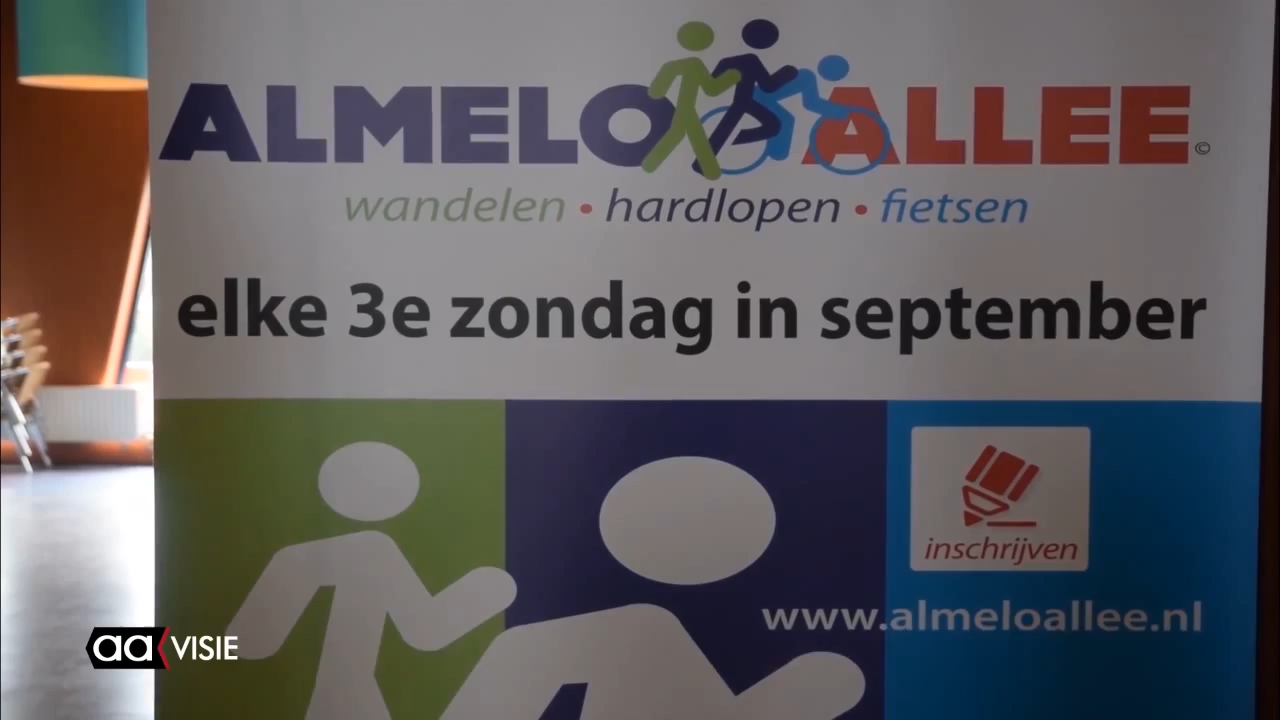 ALMELO ALLEE ©
wandelen • hardlopen • fietsen
elke 3e zondag in september
inschrijven
www.almeloallee.nl
aa VISIE